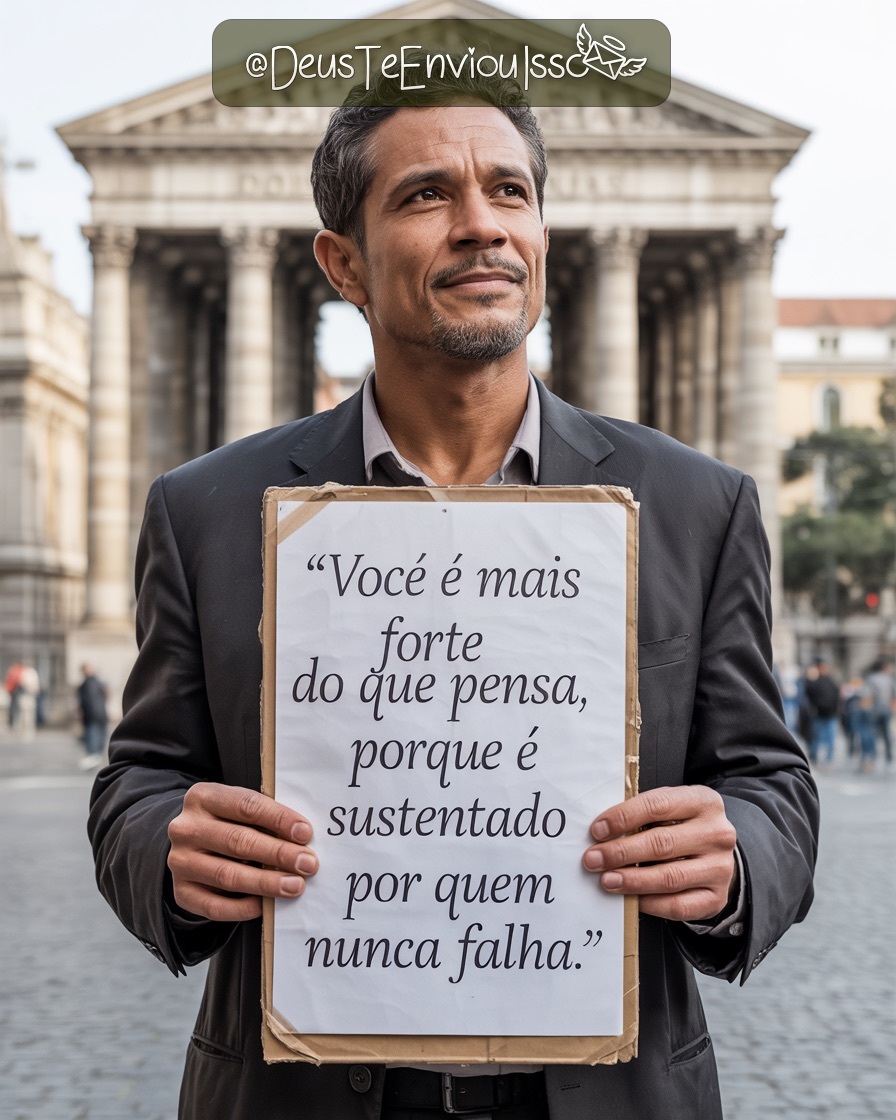 @DeusTeEnviouIsso
“Você é mais
forte
do que pensa,
porque é
sustentado
por quem
nunca falha.”